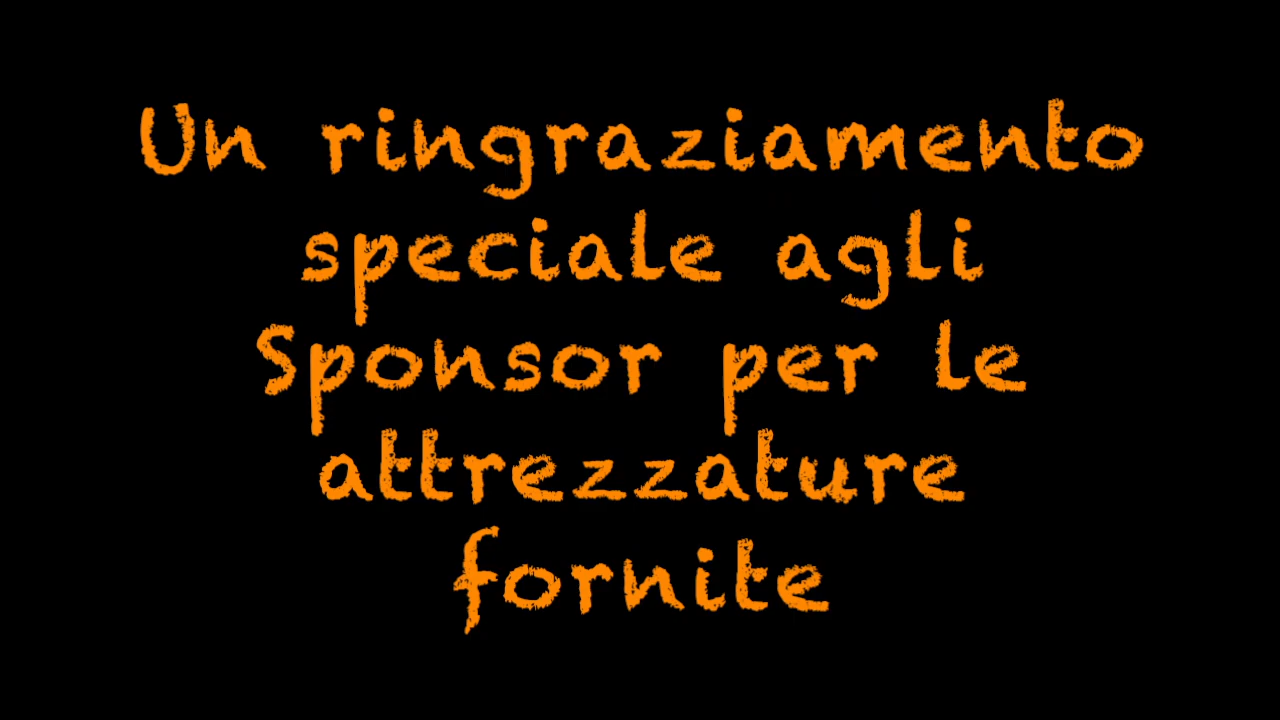 Un ringraziamento
speciale agli
Sponsor per le
attrezzature
fornite